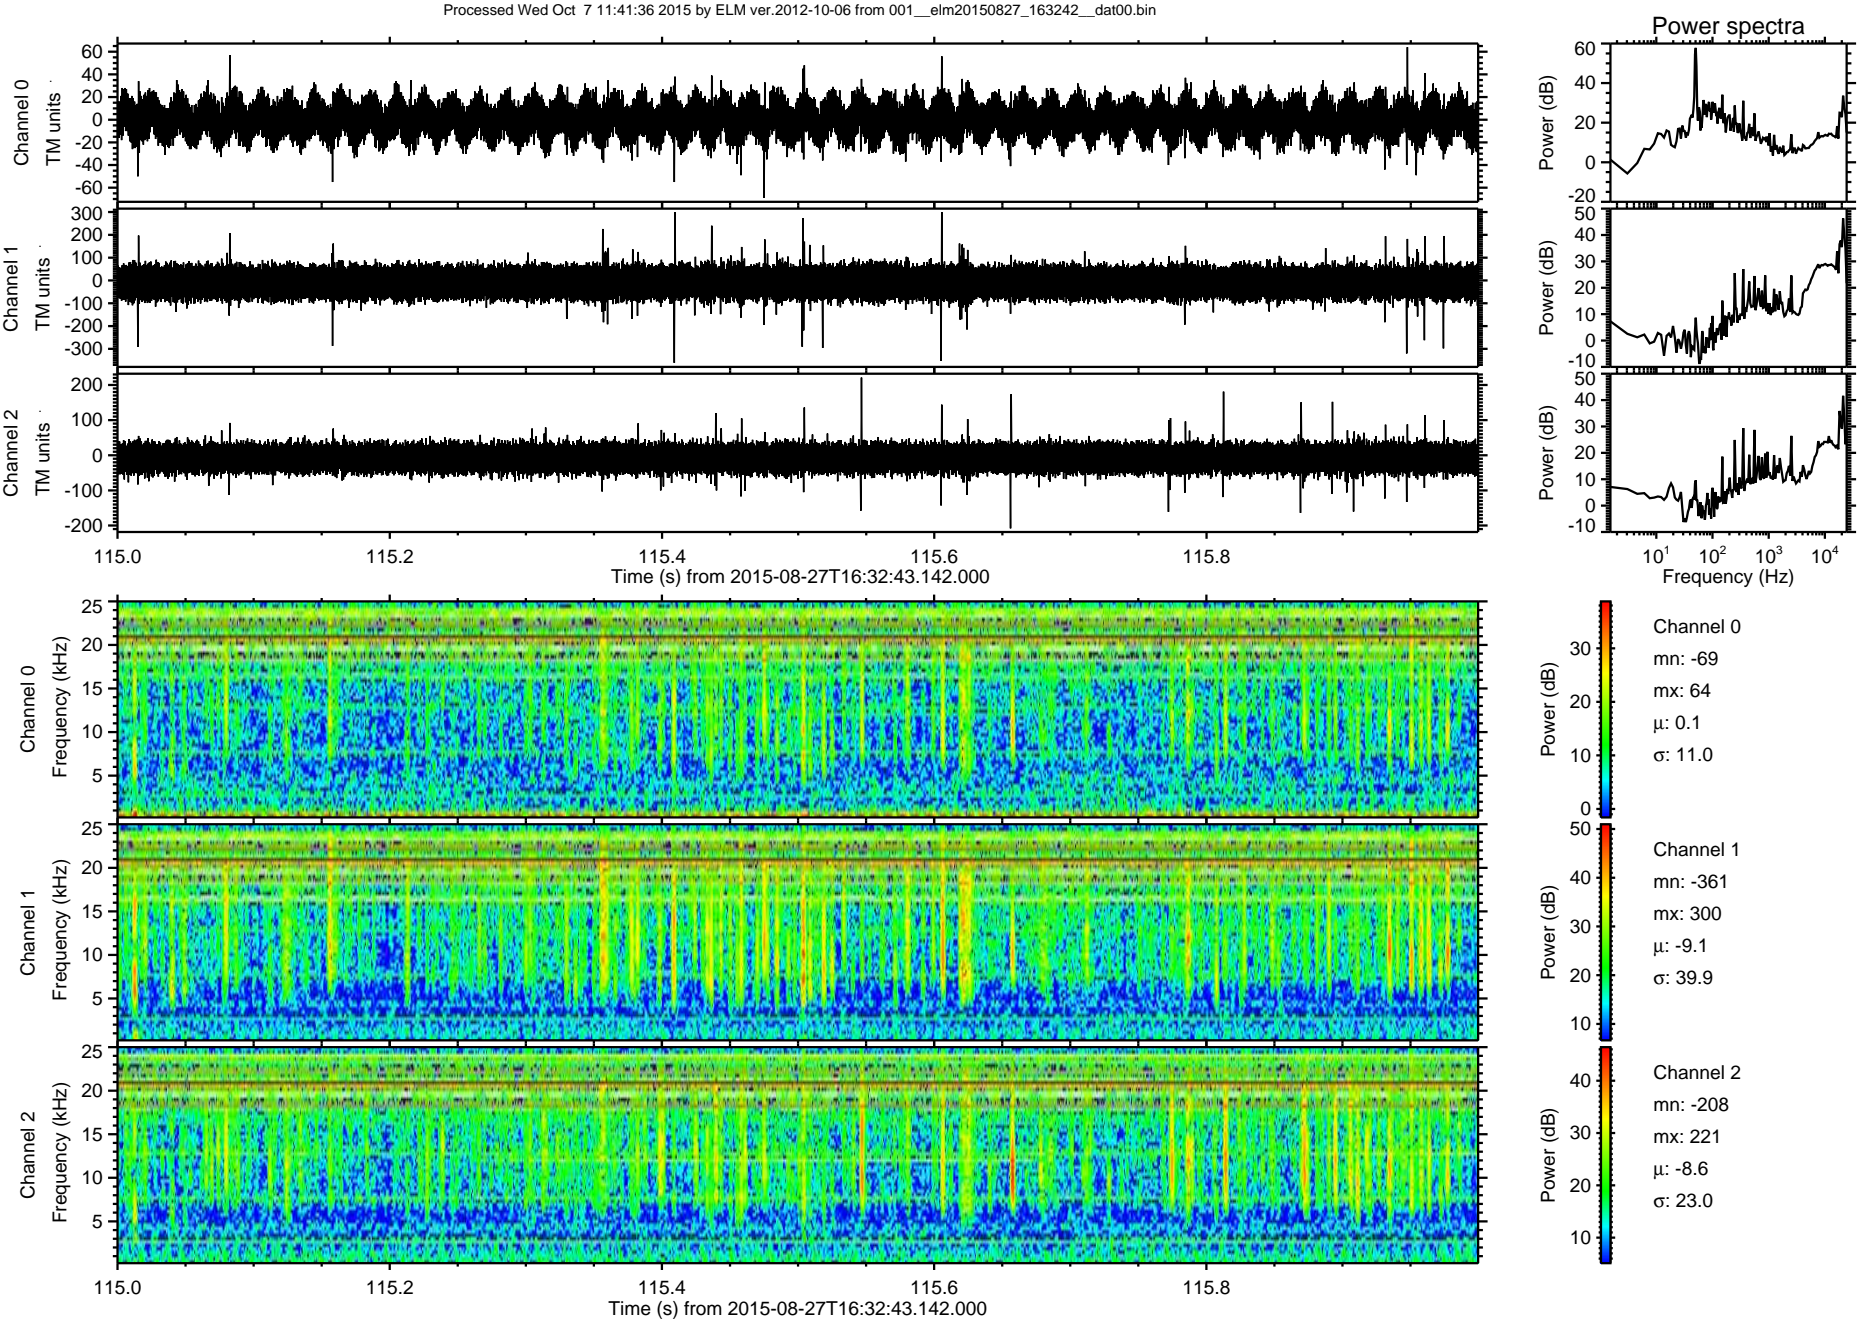 Processed Wed Oct  7 11:41:36 2015 by ELM ver.2012-10-06 from 001__elm20150827_163242__dat00.bin
Power spectra
Channel 0
TM units
60
40
20
0
-20
-40
-60
Power (dB)
60
40
20
0
-20
Channel 1
TM units
300
200
100
0
-100
-200
-300
Power (dB)
50
40
30
20
10
0
-10
Channel 2
TM units
200
100
0
-100
-200
Power (dB)
50
40
30
20
10
0
-10
115.0 115.2 115.4 115.6 115.8
Time (s) from 2015-08-27T16:32:43.142.000
10¹ 10² 10³ 10⁴
Frequency (Hz)
Channel 0
Frequency (kHz)
25
20
15
10
5
Power (dB)
30
20
10
0
Channel 0
mn: -69
mx: 64
μ: 0.1
σ: 11.0
Channel 1
Frequency (kHz)
25
20
15
10
5
Power (dB)
50
40
30
20
10
Channel 1
mn: -361
mx: 300
μ: -9.1
σ: 39.9
Channel 2
Frequency (kHz)
25
20
15
10
5
Power (dB)
40
30
20
10
Channel 2
mn: -208
mx: 221
μ: -8.6
σ: 23.0
115.0 115.2 115.4 115.6 115.8
Time (s) from 2015-08-27T16:32:43.142.000